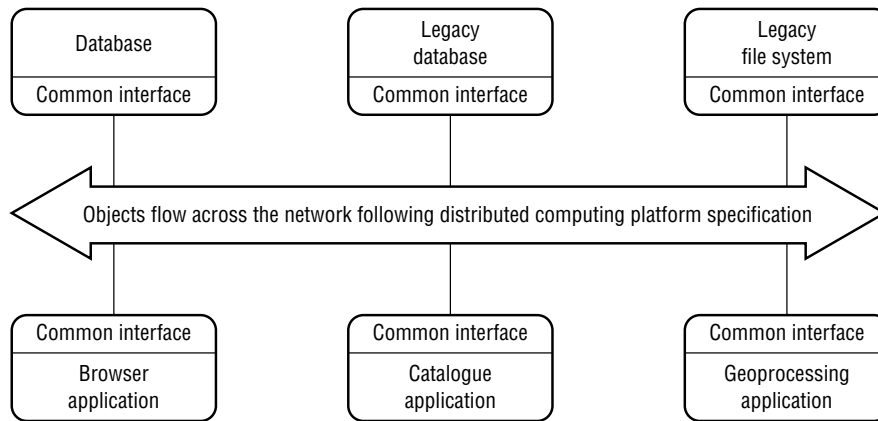 Database
Common interface
Legacy
database
Common interface
Legacy
file system
Common interface
Objects flow across the network following distributed computing platform specification
Common interface
Browser
application
Common interface
Catalogue
application
Common interface
Geoprocessing
application